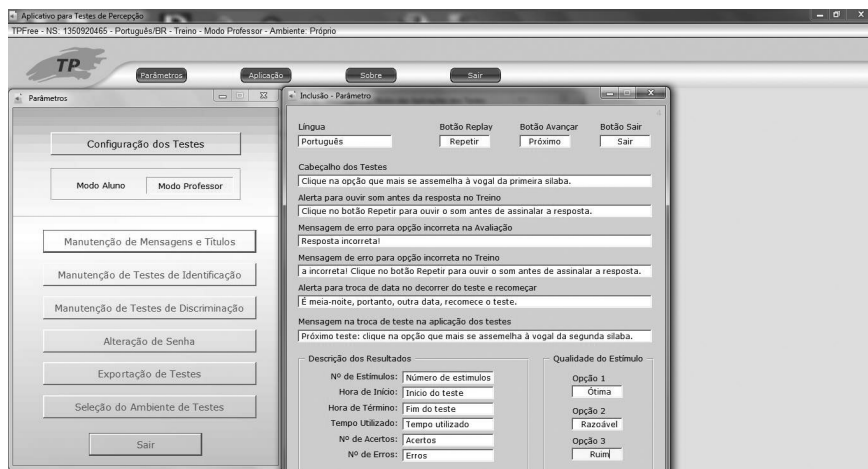 Aplicativo para Testes de Percepção
TPFree - NS: 1350920465 - Português/BR - Treino - Modo Professor - Ambiente: Próprio
TP
Parâmetros Aplicação Sobre Sair
Parâmetros
Configuração dos Testes
Modo Aluno Modo Professor
Manutenção de Mensagens e Títulos
Manutenção de Testes de Identificação
Manutenção de Testes de Discriminação
Alteração de Senha
Exportação de Testes
Seleção do Ambiente de Testes
Sair
Inclusão - Parâmetro
Língua Botão Replay Botão Avançar Botão Sair
Português Repetir Próximo Sair
Cabeçalho dos Testes
Clique na opção que mais se assemelha à vogal da primeira silaba.
Alerta para ouvir som antes da resposta no Treino
Clique no botão Repetir para ouvir o som antes de assinalar a resposta.
Mensagem de erro para opção incorreta na Avaliação
Resposta incorreta!
Mensagem de erro para opção incorreta no Treino
a incorreta! Clique no botão Repetir para ouvir o som antes de assinalar a resposta.
Alerta para troca de data no decorrer do teste e recomeçar
É meia-noite, portanto, outra data, recomece o teste.
Mensagem na troca de teste na aplicação dos testes
Próximo teste: clique na opção que mais se assemelha à vogal da segunda silaba.
Descrição dos Resultados
Nº de Estímulos: Número de estimulos
Hora de Início: Inicio do teste
Hora de Término: Fim do teste
Tempo Utilizado: Tempo utilizado
Nº de Acertos: Acertos
Nº de Erros: Erros
Qualidade do Estímulo
Opção 1
Ótima
Opção 2
Razoável
Opção 3
Ruim